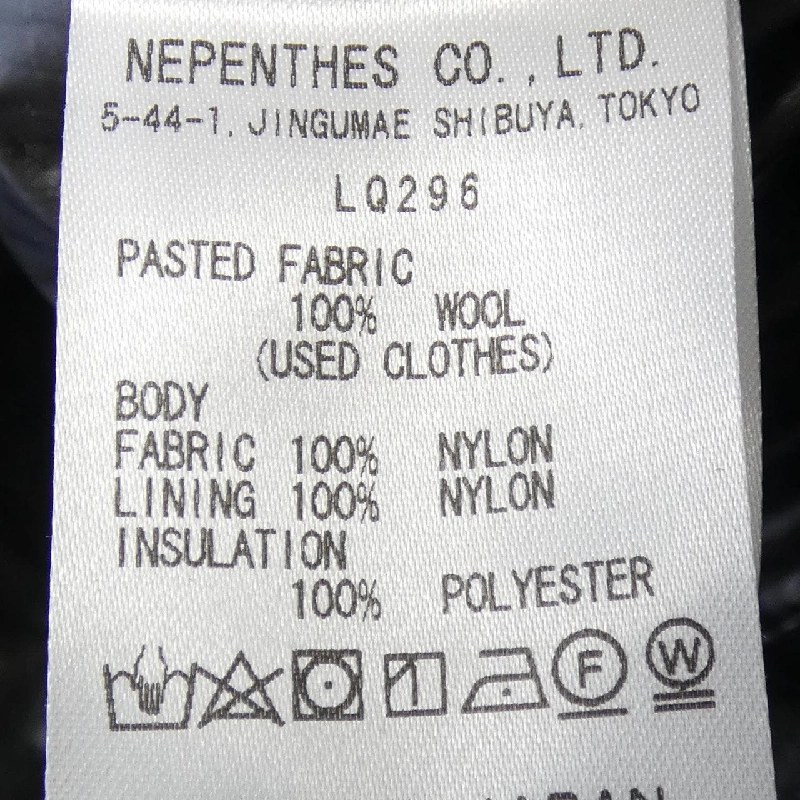 NEPENTHES CO., LTD.
5-44-1, JINGUMAE SHIBUYA, TOKYO
LQ296
PASTED FABRIC
100% WOOL
(USED CLOTHES)
BODY
FABRIC 100% NYLON
LINING 100% NYLON
INSULATION
100% POLYESTER
F W